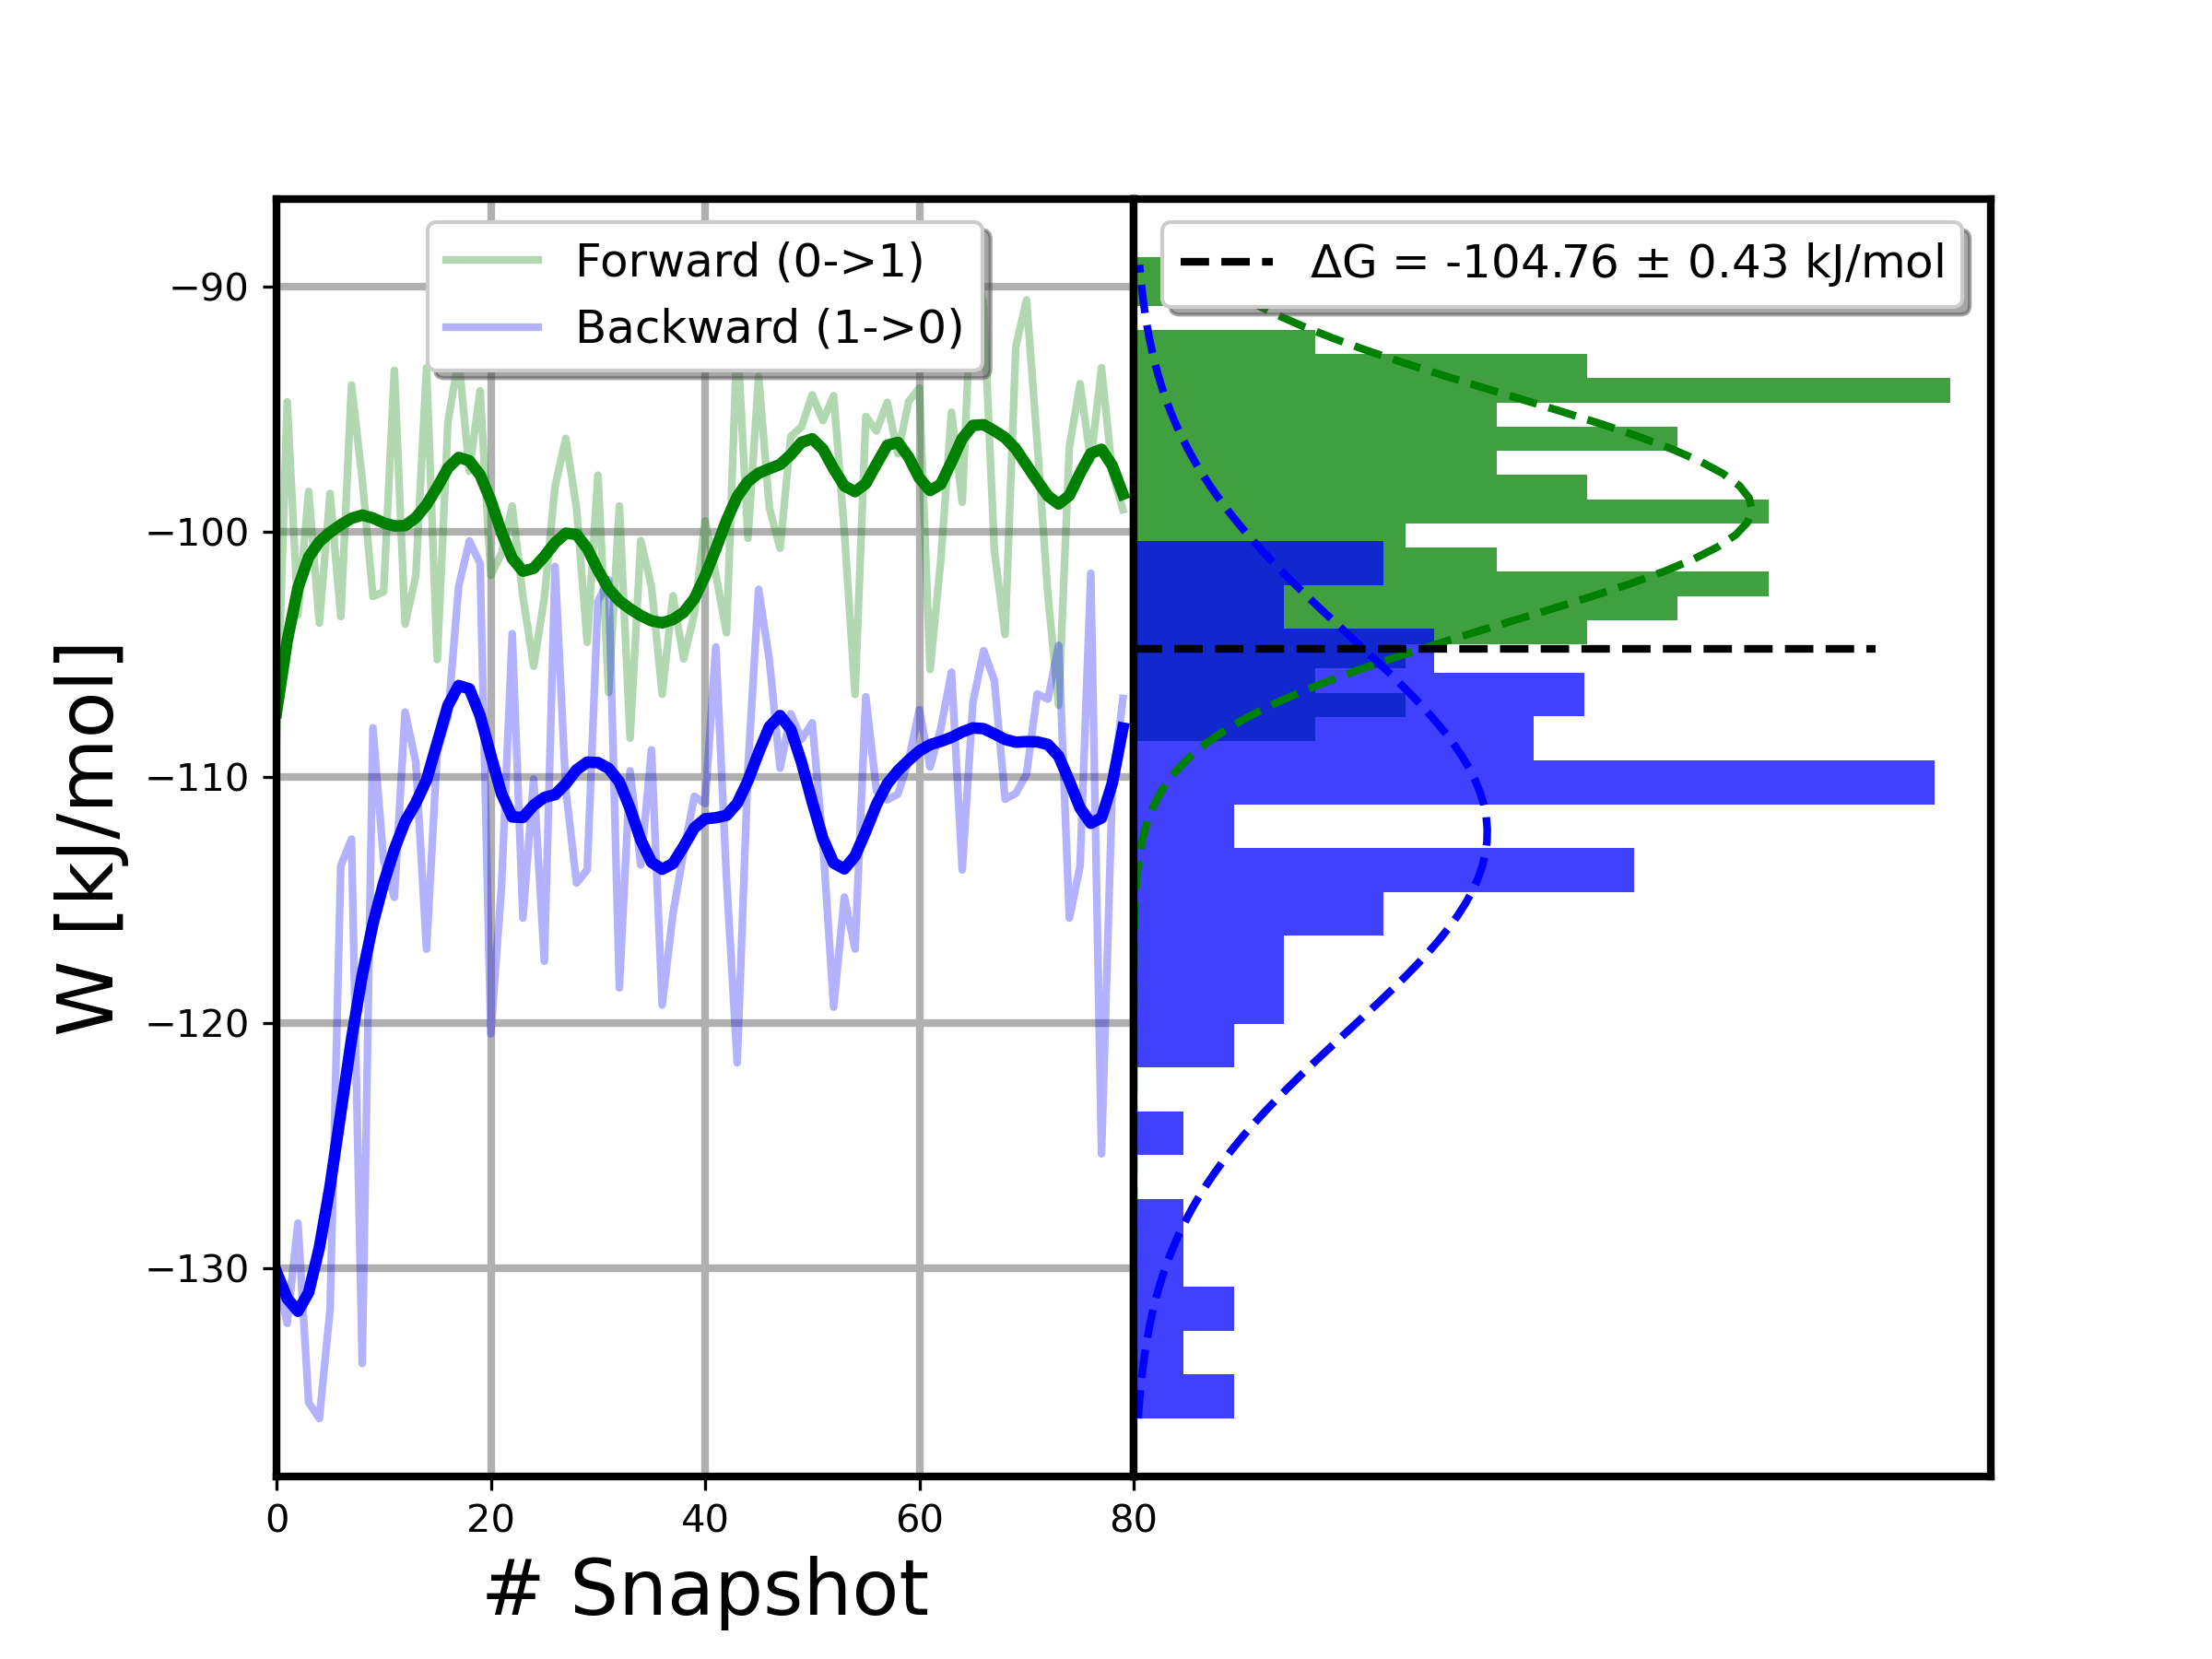 Forward (0->1)
Backward (1->0)
ΔG = -104.76 ± 0.43 kJ/mol
−90
−100
−110
−120
−130
W [kJ/mol]
0 20 40 60 80
# Snapshot